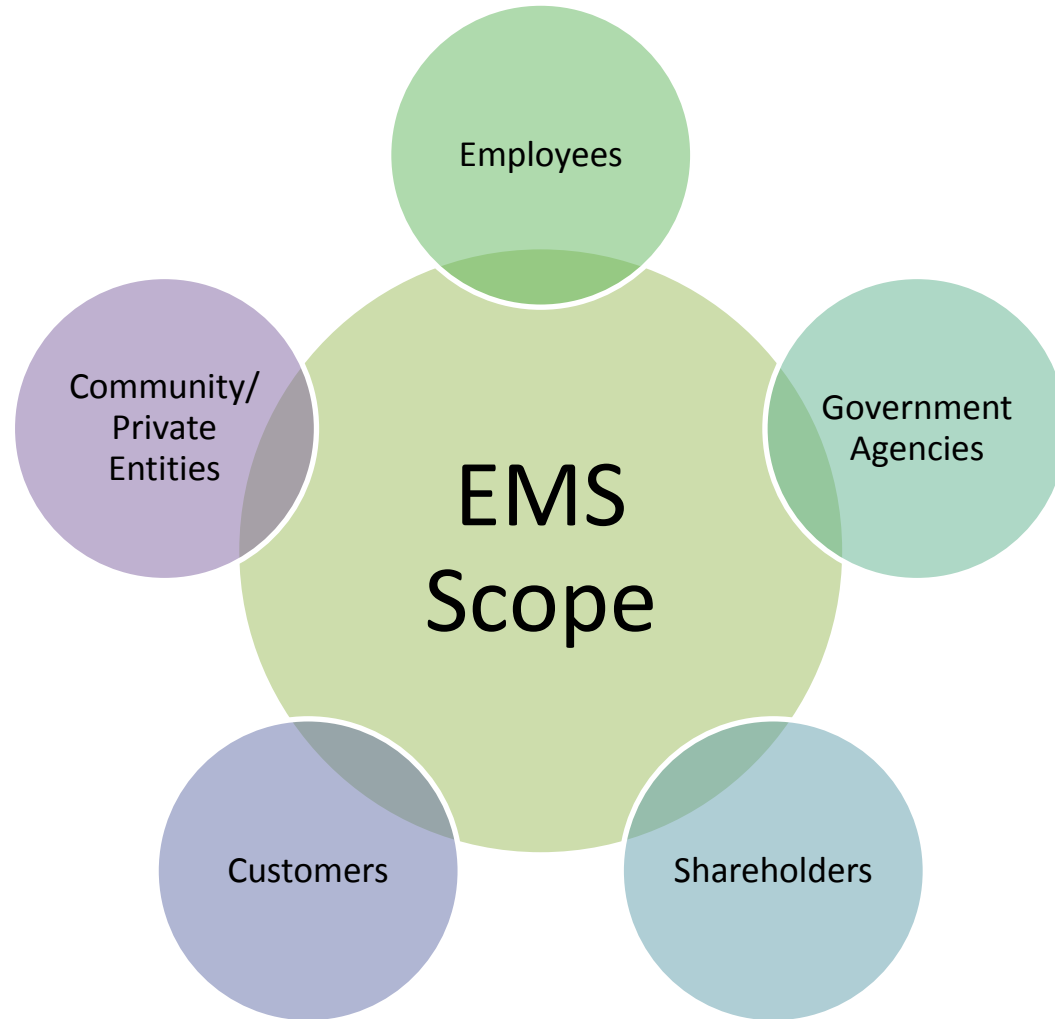 Employees
Community/
Private
Entities
Government
Agencies
EMS
Scope
Customers
Shareholders